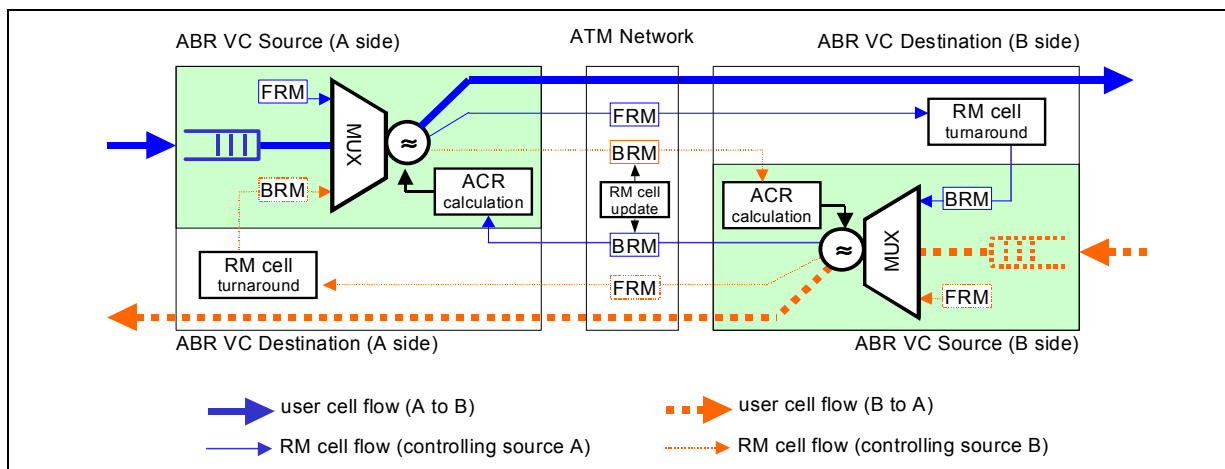 ABR VC Source (A side)
ATM Network
ABR VC Destination (B side)
FRM
MUX
≈
FRM
RM cell
turnaround
BRM
BRM
ACR
calculation
RM cell
update
ACR
calculation
BRM
BRM
≈
MUX
RM cell
turnaround
FRM
FRM
ABR VC Destination (A side)
ABR VC Source (B side)
user cell flow (A to B)
user cell flow (B to A)
RM cell flow (controlling source A)
RM cell flow (controlling source B)